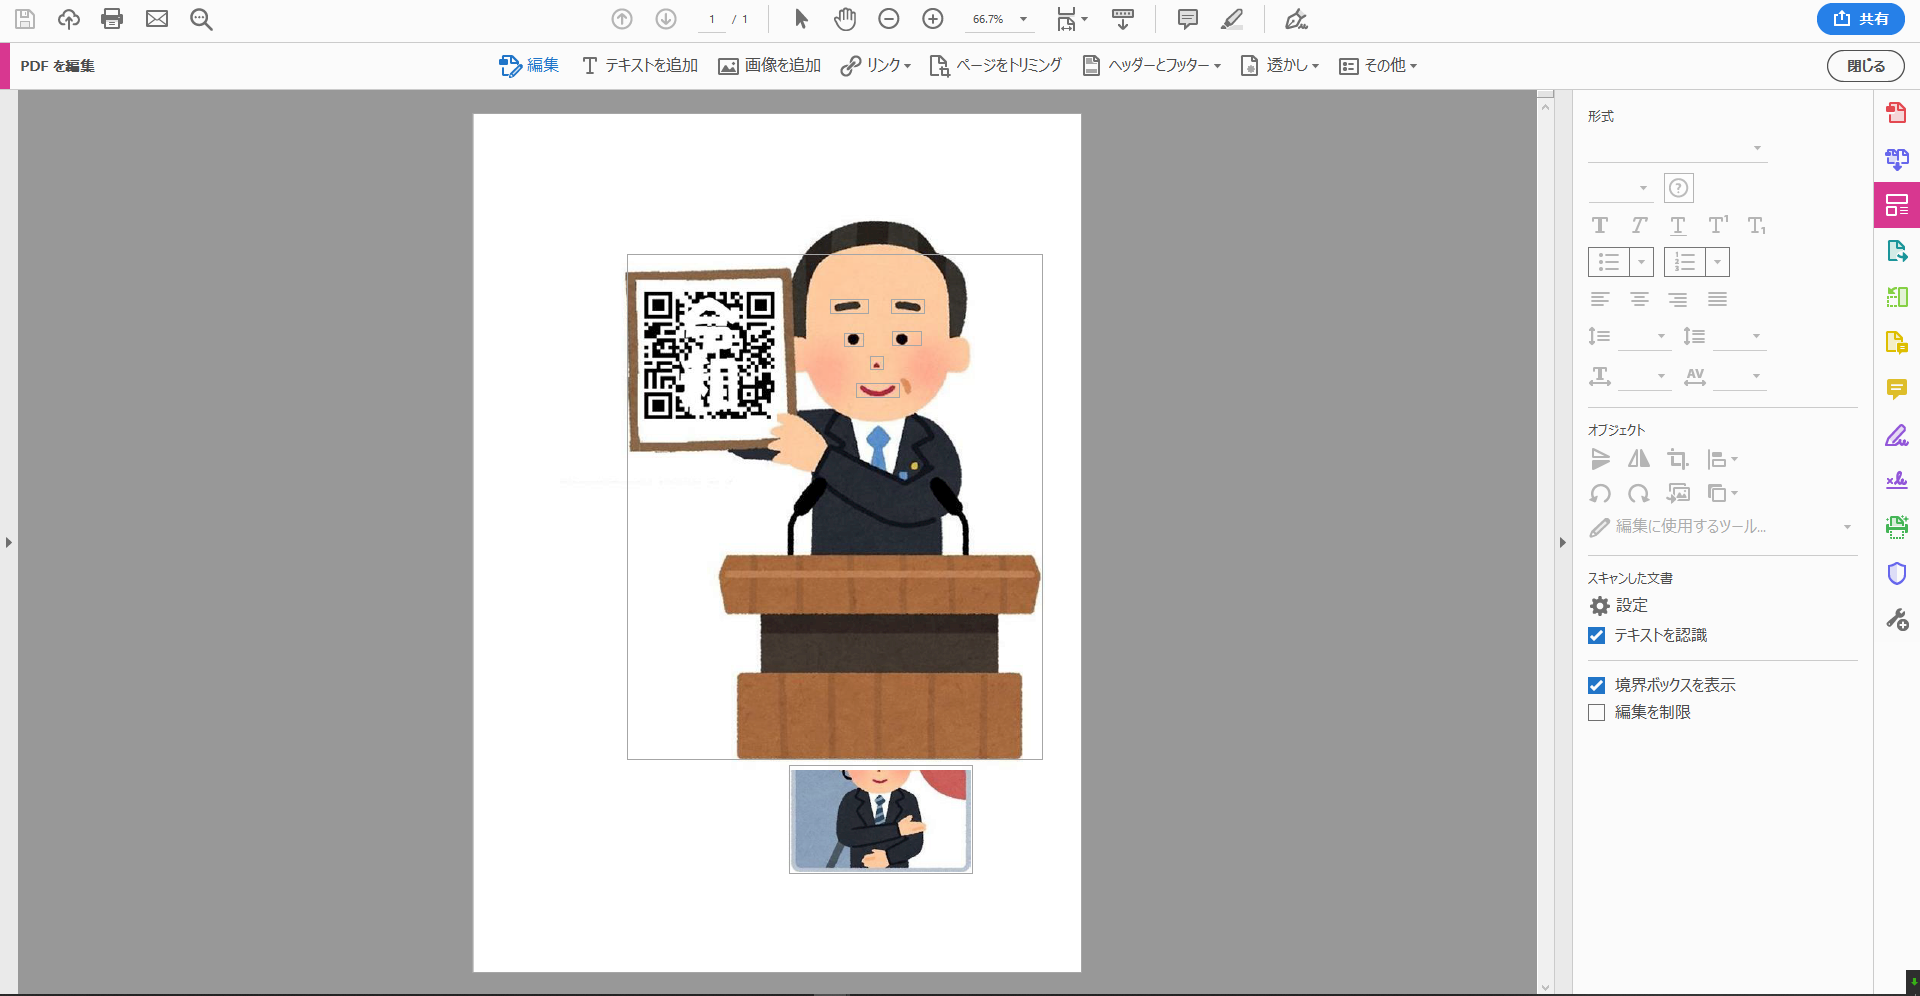 1 / 1
66.7%
共有
PDF を編集
編集
テキストを追加
画像を追加
リンク
ページをトリミング
ヘッダーとフッター
透かし
その他
閉じる
形式
オブジェクト
編集に使用するツール...
スキャンした文書
設定
テキストを認識
境界ボックスを表示
編集を制限
令和